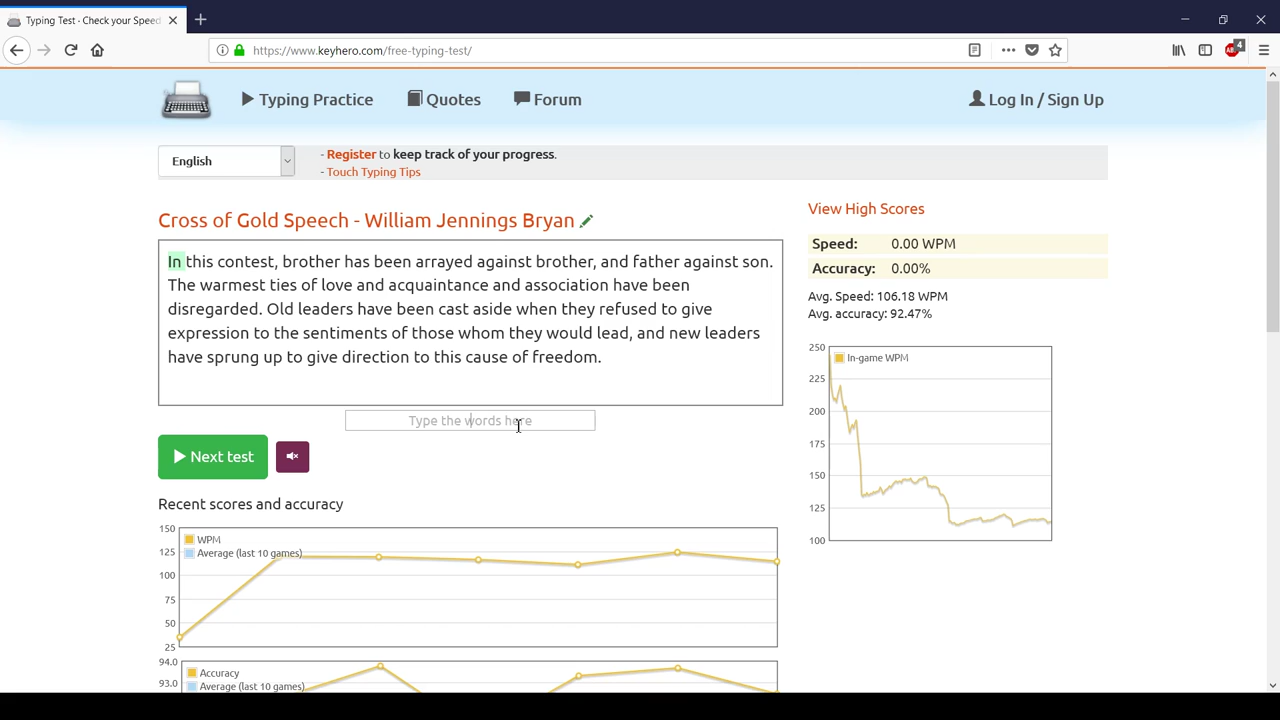 Typing Test - Check your Speed
https://www.keyhero.com/free-typing-test/
4
Typing Practice
Quotes
Forum
Log In / Sign Up
English
- Register to keep track of your progress.
- Touch Typing Tips
Cross of Gold Speech - William Jennings Bryan
In this contest, brother has been arrayed against brother, and father against son.
The warmest ties of love and acquaintance and association have been
disregarded. Old leaders have been cast aside when they refused to give
expression to the sentiments of those whom they would lead, and new leaders
have sprung up to give direction to this cause of freedom.
Type the words here
Next test
View High Scores
Speed: 0.00 WPM
Accuracy: 0.00%
Avg. Speed: 106.18 WPM
Avg. accuracy: 92.47%
250
In-game WPM
225
200
175
150
125
100
Recent scores and accuracy
150
WPM
125
Average (last 10 games)
100
75
50
25
94.0
Accuracy
93.0
Average (last 10 games)